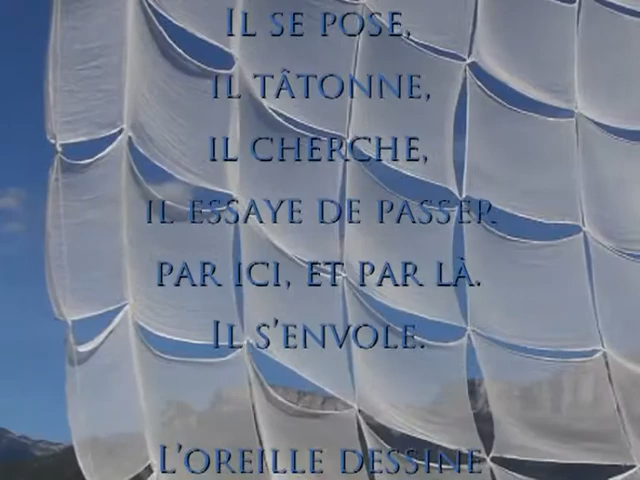 Il se pose,
il tâtonne,
il cherche,
il essaye de passer
par ici, et par là.
Il s'envole.
L'oreille dessine